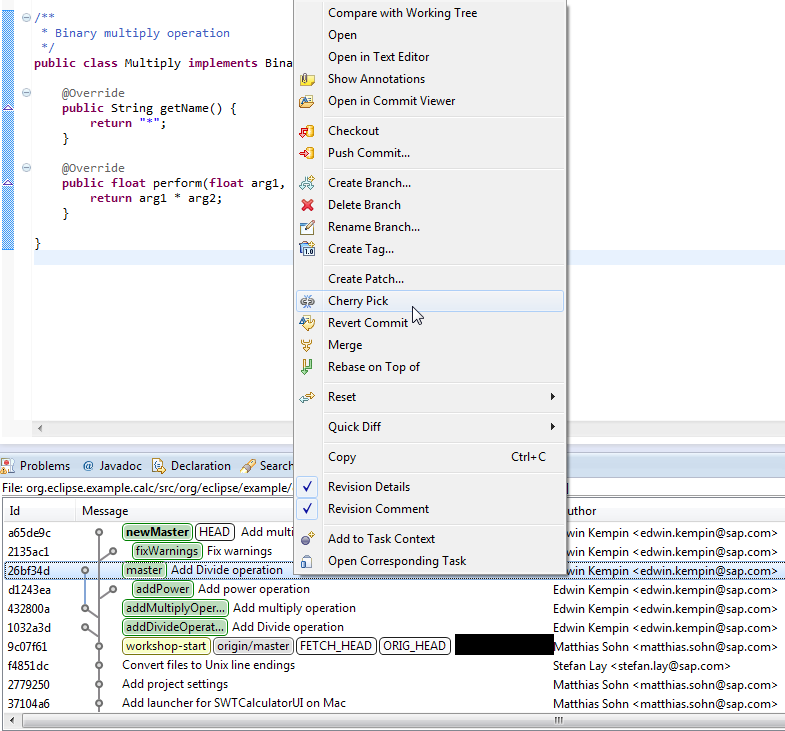 /**
 * Binary multiply operation
 */
public class Multiply implements Bina
@Override
public String getName() {
return "*";
}
@Override
public float perform(float arg1,
return arg1 * arg2;
}
}
Compare with Working Tree
Open
Open in Text Editor
Show Annotations
Open in Commit Viewer
Checkout
Push Commit...
Create Branch...
Delete Branch
Rename Branch...
Create Tag...
Create Patch...
Cherry Pick
Revert Commit
Merge
Rebase on Top of
Reset
Quick Diff
Copy Ctrl+C
Revision Details
Revision Comment
Add to Task Context
Open Corresponding Task
Problems @ Javadoc Declaration Search
File: org.eclipse.example.calc/src/org/eclipse/example/
Id Message uthor
a65de9c newMaster HEAD Add multi win Kempin <edwin.kempin@sap.com>
2135ac1 fixWarnings Fix warnings win Kempin <edwin.kempin@sap.com>
26bf34d master Add Divide operation win Kempin <edwin.kempin@sap.com>
d1243ea addPower Add power operation Edwin Kempin <edwin.kempin@sap.com>
432800a addMultiplyOper... Add multiply operation Edwin Kempin <edwin.kempin@sap.com>
1032a3d addDivideOperat... Add Divide operation Edwin Kempin <edwin.kempin@sap.com>
9c07f61 workshop-start origin/master FETCH_HEAD ORIG_HEAD Matthias Sohn <matthias.sohn@sap.com>
f4851dc Convert files to Unix line endings Stefan Lay <stefan.lay@sap.com>
2779250 Add project settings Matthias Sohn <matthias.sohn@sap.com>
37104a6 Add launcher for SWTCalculatorUI on Mac Matthias Sohn <matthias.sohn@sap.com>